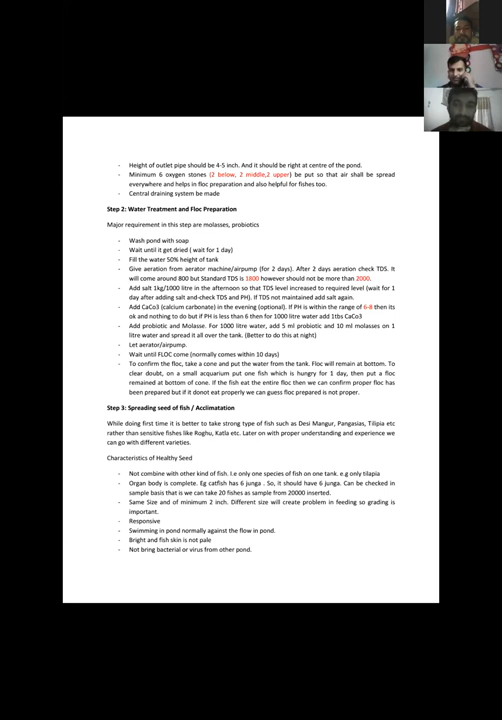 - Height of outlet pipe should be 4-5 inch. And it should be right at centre of the pond.
- Minimum 6 oxygen stones (2 below, 2 middle,2 upper) be put so that air shall be spread
everywhere and helps in floc preparation and also helpful for fishes too.
- Central draining system be made
Step 2: Water Treatment and Floc Preparation
Major requirement in this step are molasses, probiotics
- Wash pond with soap
- Wait until it get dried ( wait for 1 day)
- Fill the water 50% height of tank
- Give aeration from aerator machine/airpump (for 2 days). After 2 days aeration check TDS. It
will come around 800 but Standard TDS is 1800 however should not be more than 2000.
- Add salt 1kg/1000 litre in the afternoon so that TDS level increased to required level (wait for 1
day after adding salt and-check TDS and PH). If TDS not maintained add salt again.
- Add CaCo3 (calcium carbonate) in the evening (optional). If PH is within the range of 6-8 then its
ok and nothing to do but if PH is less than 6 then for 1000 litre water add 1tbs CaCo3
- Add probiotic and Molasse. For 1000 litre water, add 5 ml probiotic and 10 ml molasses on 1
litre water and spread it all over the tank. (Better to do this at night)
- Let aerator/airpump.
- Wait until FLOC come (normally comes within 10 days)
- To confirm the floc, take a cone and put the water from the tank. Floc will remain at bottom. To
clear doubt, on a small acquarium put one fish which is hungry for 1 day, then put a floc
remained at bottom of cone. If the fish eat the entire floc then we can confirm proper floc has
been prepared but if it donot eat properly we can guess floc prepared is not proper.
Step 3: Spreading seed of fish / Acclimatation
While doing first time it is better to take strong type of fish such as Desi Mangur, Pangasias, Tilipia etc
rather than sensitive fishes like Roghu, Katla etc. Later on with proper understanding and experience we
can go with different varieties.
Characteristics of Healthy Seed
- Not combine with other kind of fish. I.e only one species of fish on one tank. e.g only tilapia
- Organ body is complete. Eg catfish has 6 junga . So, it should have 6 junga. Can be checked in
sample basis that is we can take 20 fishes as sample from 20000 inserted.
- Same Size and of minimum 2 inch. Different size will create problem in feeding so grading is
important.
- Responsive
- Swimming in pond normally against the flow in pond.
- Bright and fish skin is not pale
- Not bring bacterial or virus from other pond.